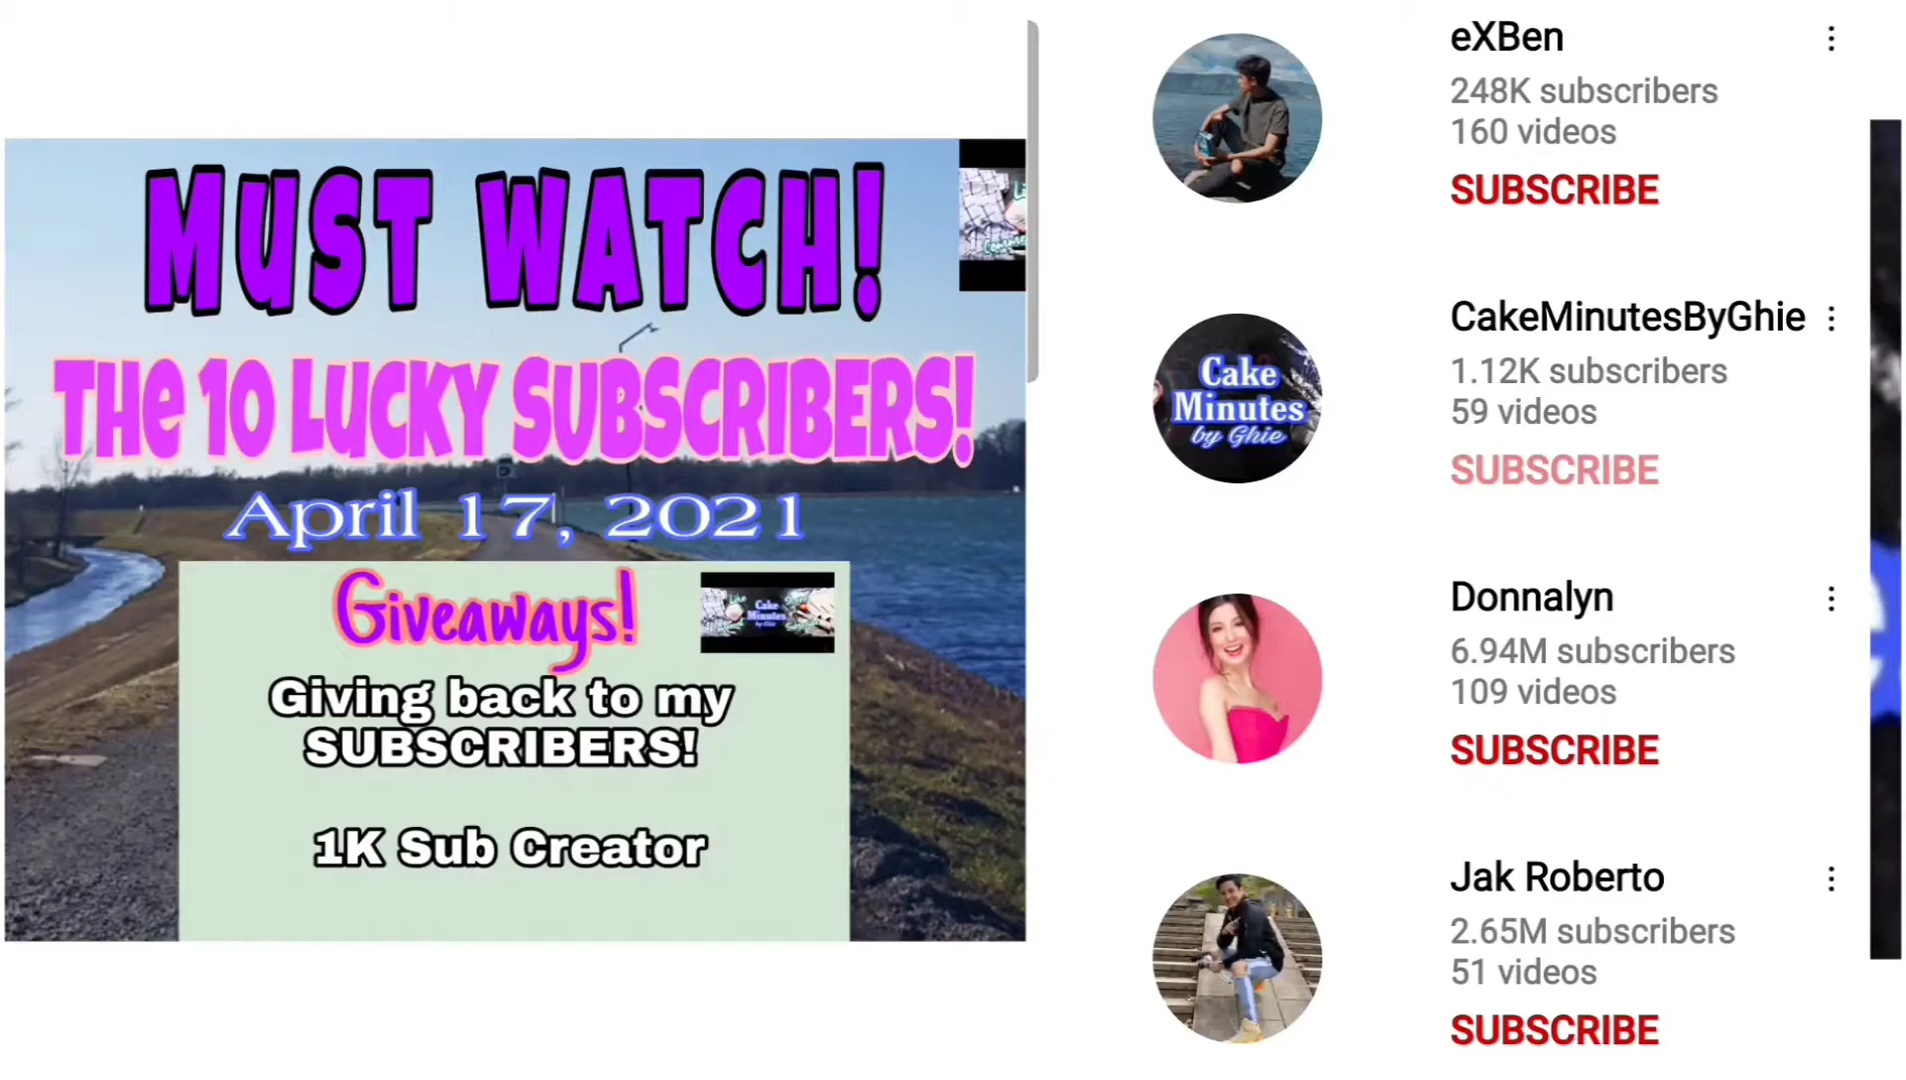 MUST WATCH!
THe 10 LuCKY SUBSCRIBERS!
April 17, 2021
Giveaways!
Cake
Minutes
by Ghie
Giving back to my
SUBSCRIBERS!
1K Sub Creator
eXBen
248K subscribers
160 videos
SUBSCRIBE
Cake
Minutes
by Ghie
CakeMinutesByGhie
1.12K subscribers
59 videos
SUBSCRIBE
Donnalyn
6.94M subscribers
109 videos
SUBSCRIBE
Jak Roberto
2.65M subscribers
51 videos
SUBSCRIBE